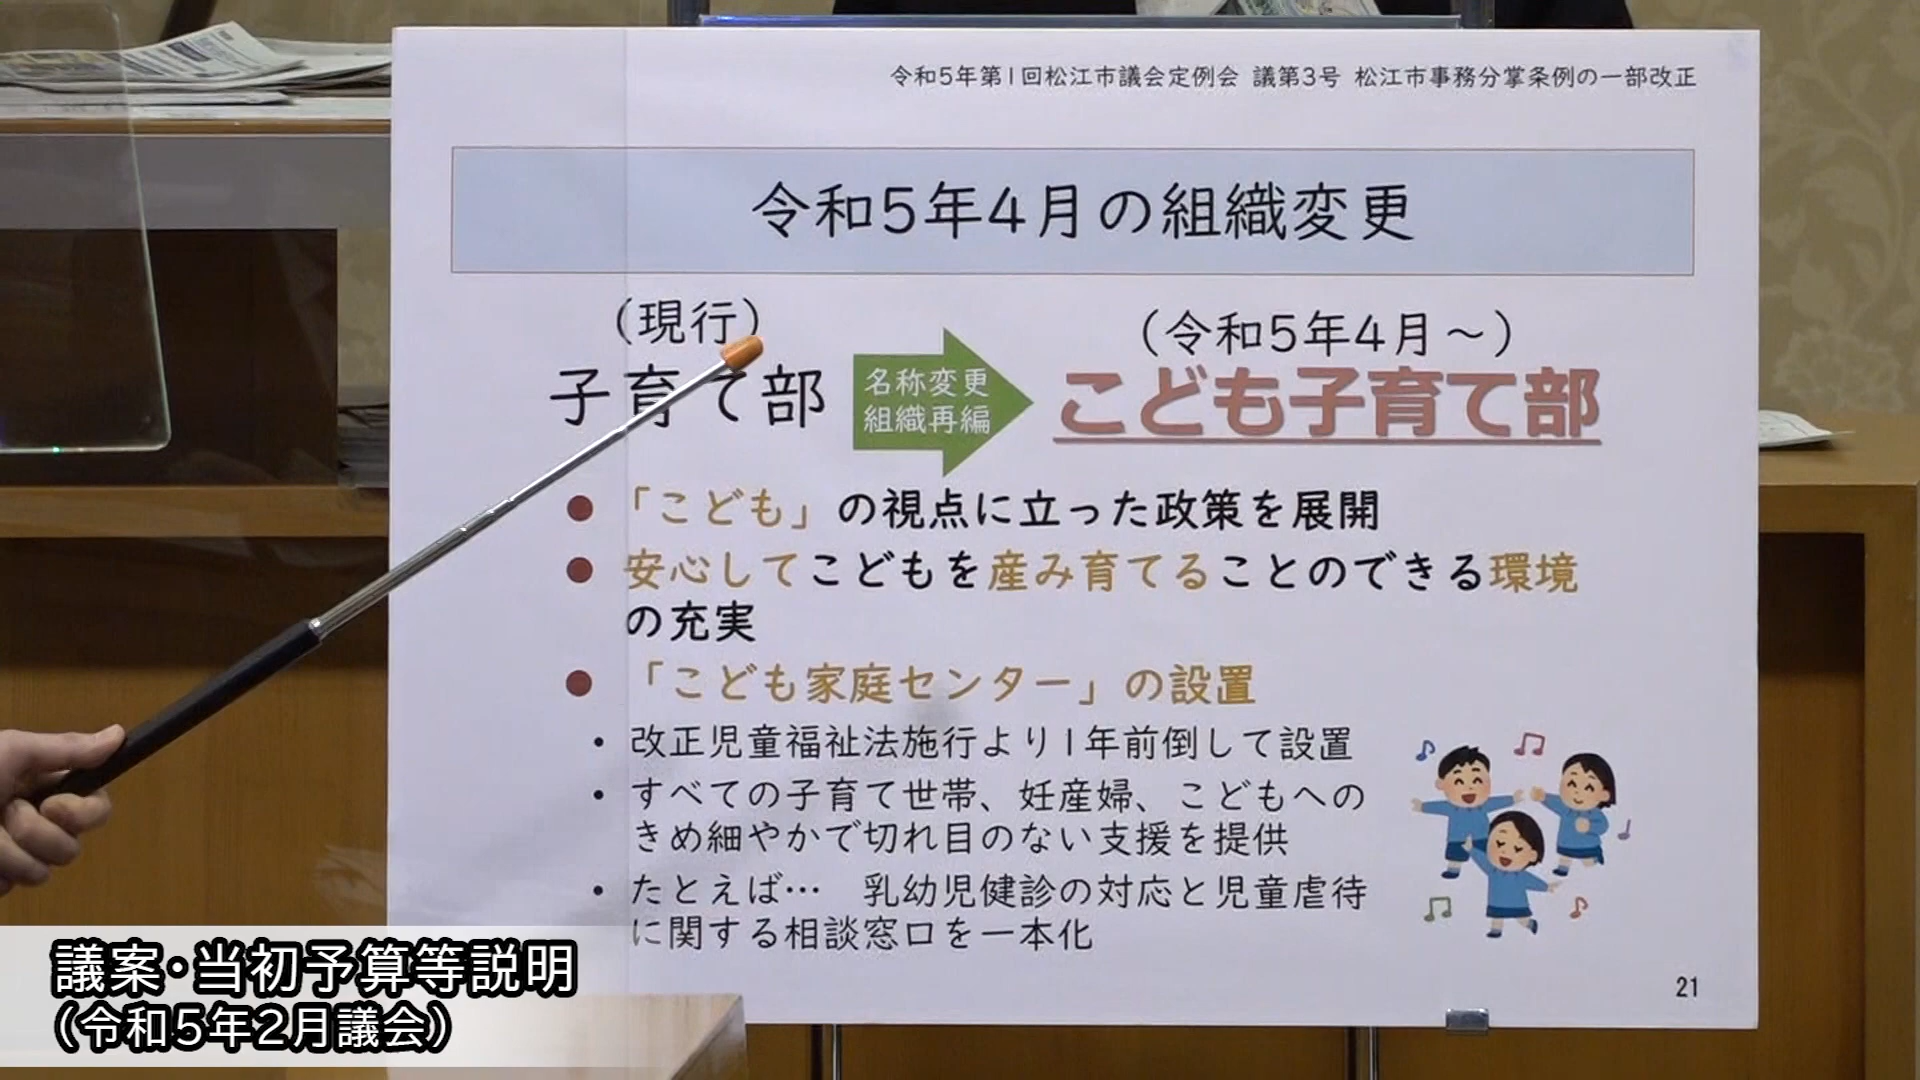 令和5年第1回松江市議会定例会 議第3号 松江市事務分掌条例の一部改正
令和5年4月の組織変更
（現行）
子育て部
名称変更
組織再編
（令和5年4月～）
こども子育て部
●「こども」の視点に立った政策を展開
●安心してこどもを産み育てることのできる環境
の充実
●「こども家庭センター」の設置
・改正児童福祉法施行より1年前倒して設置
・すべての子育て世帯、妊産婦、こどもへの
きめ細やかで切れ目のない支援を提供
・たとえば… 乳幼児健診の対応と児童虐待
に関する相談窓口を一本化
21
議案・当初予算等説明
（令和5年2月議会）